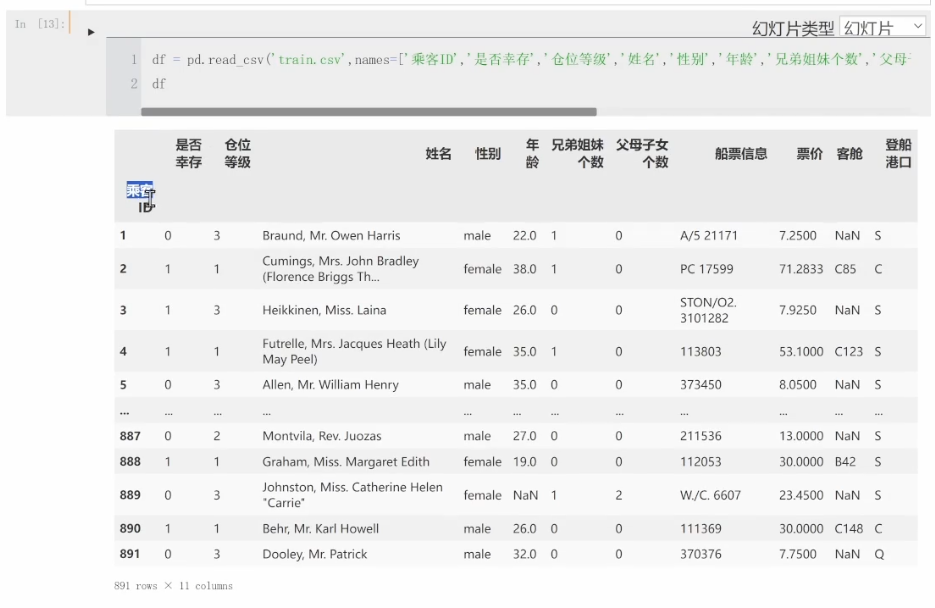 In [13]:
幻灯片类型 幻灯片
1 df = pd.read_csv('train.csv',names=['乘客ID','是否幸存','仓位等级','姓名','性别','年龄','兄弟姐妹个数','父母
2 df
是否幸存 仓位等级 姓名 性别 年龄 兄弟姐妹个数 父母子女个数 船票信息 票价 客舱 登船港口
乘客ID
1 0 3 Braund, Mr. Owen Harris male 22.0 1 0 A/5 21171 7.2500 NaN S
2 1 1 Cumings, Mrs. John Bradley (Florence Briggs Th... female 38.0 1 0 PC 17599 71.2833 C85 C
3 1 3 Heikkinen, Miss. Laina female 26.0 0 0 STON/O2. 3101282 7.9250 NaN S
4 1 1 Futrelle, Mrs. Jacques Heath (Lily May Peel) female 35.0 1 0 113803 53.1000 C123 S
5 0 3 Allen, Mr. William Henry male 35.0 0 0 373450 8.0500 NaN S
... ... ... ... ... ... ... ... ... ... ... ...
887 0 2 Montvila, Rev. Juozas male 27.0 0 0 211536 13.0000 NaN S
888 1 1 Graham, Miss. Margaret Edith female 19.0 0 0 112053 30.0000 B42 S
889 0 3 Johnston, Miss. Catherine Helen "Carrie" female NaN 1 2 W./C. 6607 23.4500 NaN S
890 1 1 Behr, Mr. Karl Howell male 26.0 0 0 111369 30.0000 C148 C
891 0 3 Dooley, Mr. Patrick male 32.0 0 0 370376 7.7500 NaN Q
891 rows × 11 columns